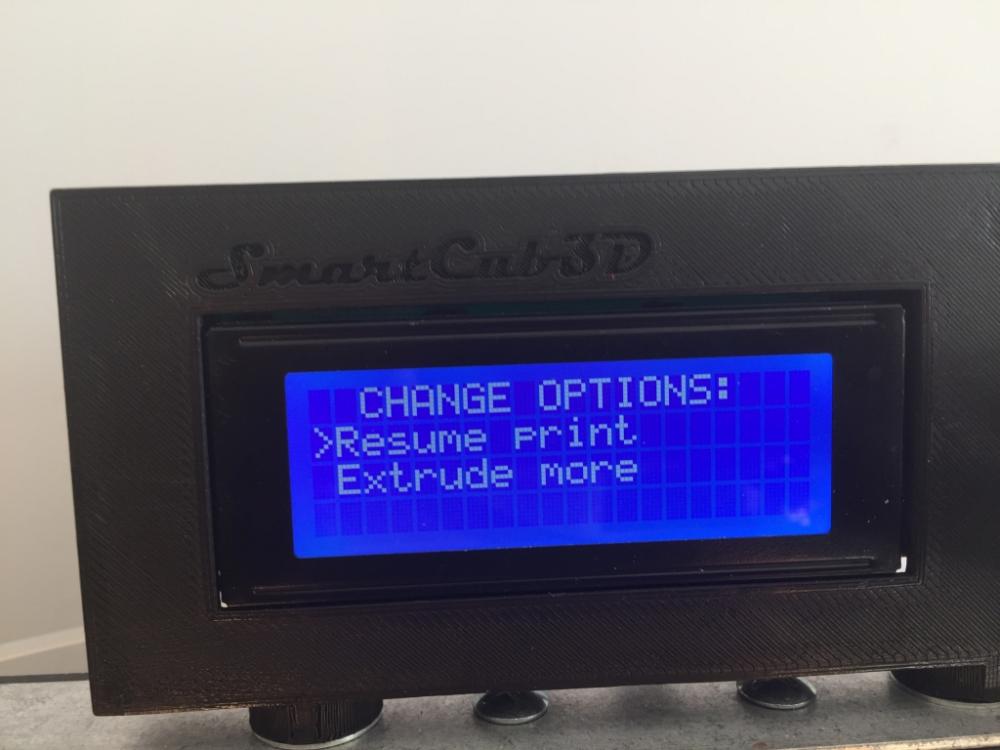 SmartCub3D
CHANGE OPTIONS:
>Resume print
Extrude more